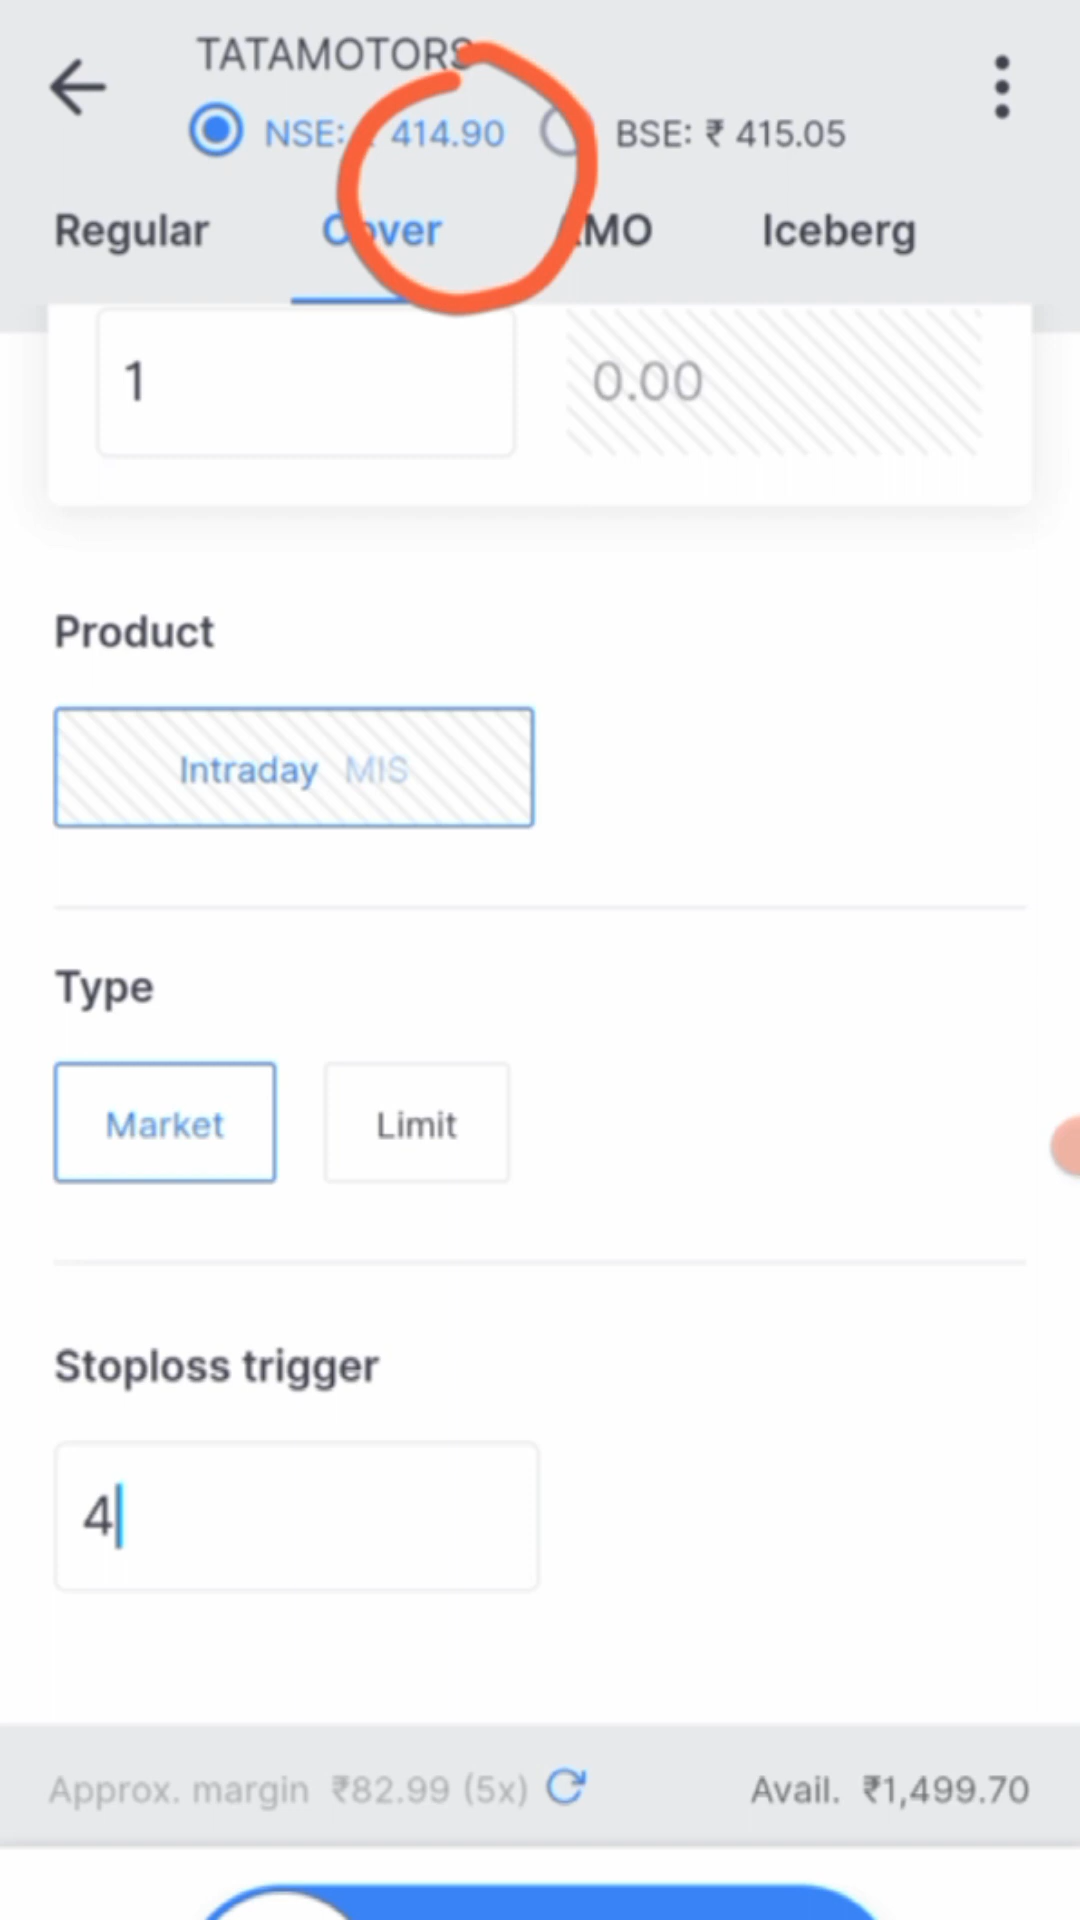 TATAMOTORS
NSE: ₹ 414.90 BSE: ₹ 415.05
Regular Cover AMO Iceberg
1 0.00
Product
Intraday MIS
Type
Market Limit
Stoploss trigger
4
Approx. margin ₹82.99 (5x) Avail. ₹1,499.70